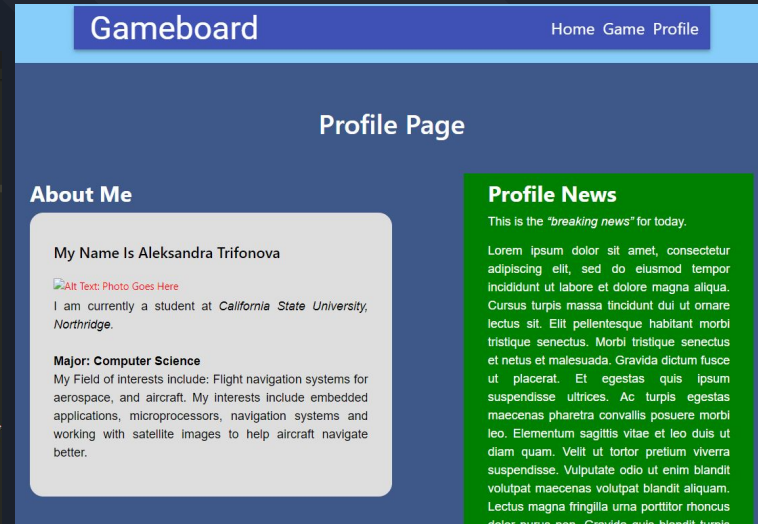 Gameboard
Home Game Profile
Profile Page
About Me
My Name Is Aleksandra Trifonova
Alt Text: Photo Goes Here
I am currently a student at California State University,
Northridge.
Major: Computer Science
My Field of interests include: Flight navigation systems for
aerospace, and aircraft. My interests include embedded
applications, microprocessors, navigation systems and
working with satellite images to help aircraft navigate
better.
Profile News
This is the "breaking news" for today.
Lorem ipsum dolor sit amet, consectetur
adipiscing elit, sed do eiusmod tempor
incididunt ut labore et dolore magna aliqua.
Cursus turpis massa tincidunt dui ut ornare
lectus sit. Elit pellentesque habitant morbi
tristique senectus. Morbi tristique senectus
et netus et malesuada. Gravida dictum fusce
ut placerat. Et egestas quis ipsum
suspendisse ultrices. Ac turpis egestas
maecenas pharetra convallis posuere morbi
leo. Elementum sagittis vitae et leo duis ut
diam quam. Velit ut tortor pretium viverra
suspendisse. Vulputate odio ut enim blandit
volutpat maecenas volutpat blandit aliquam.
Lectus magna fringilla urna porttitor rhoncus